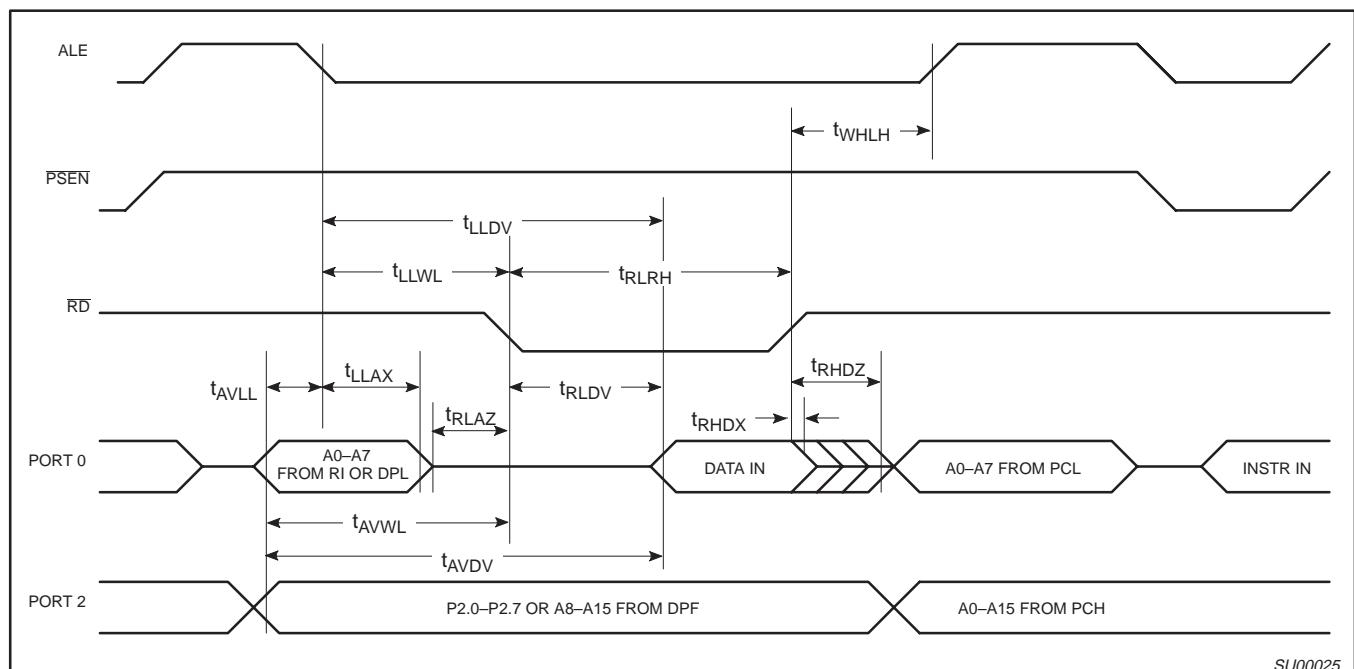 ALE
tWHLH
PSEN
tLLDV
tLLWL
tRLRH
RD
tAVLL
tLLAX
tRLDV
tRHDZ
tRLAZ
tRHDX
PORT 0
A0–A7
FROM RI OR DPL
DATA IN
A0–A7 FROM PCL
INSTR IN
tAVWL
tAVDV
PORT 2
P2.0–P2.7 OR A8–A15 FROM DPF
A0–A15 FROM PCH
SU00025